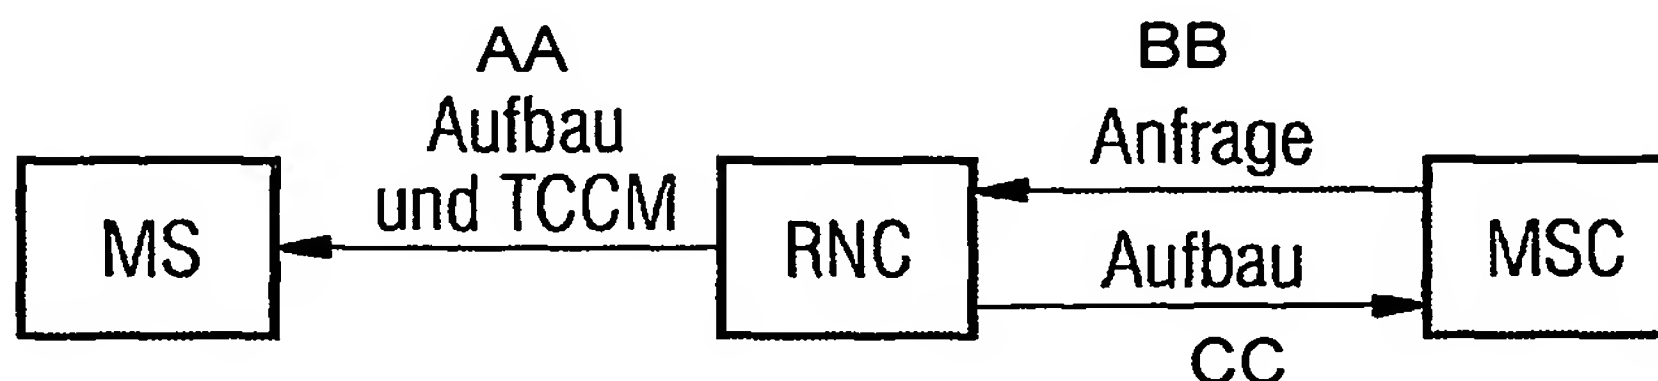 AA
Aufbau
und TCCM
BB
Anfrage
MS
RNC
Aufbau
MSC
CC